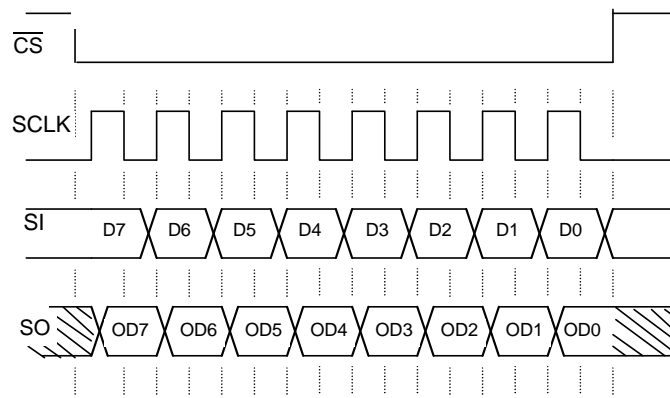 CS
SCLK
SI D7 D6 D5 D4 D3 D2 D1 D0
SO OD7 OD6 OD5 OD4 OD3 OD2 OD1 OD0